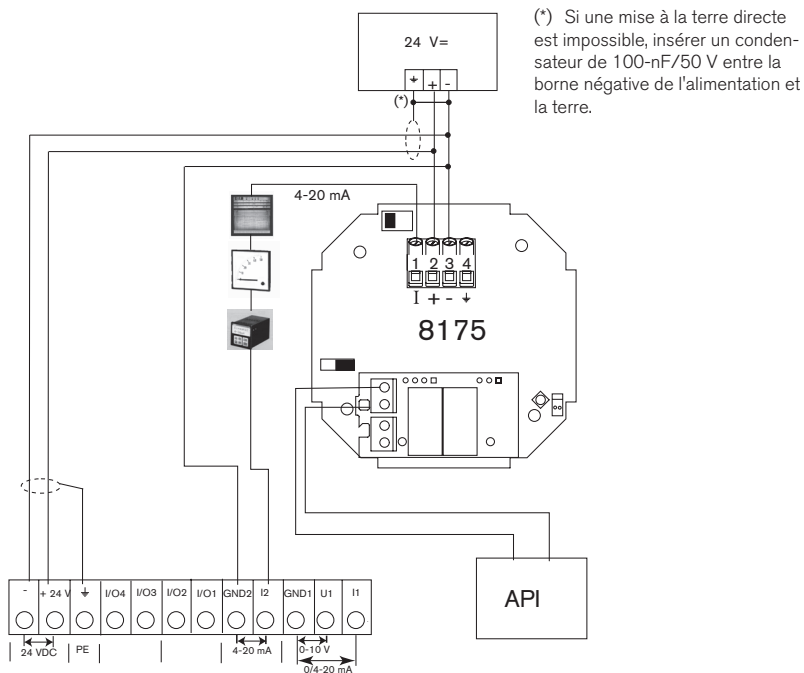 (*) Si une mise à la terre directe
est impossible, insérer un conden-
sateur de 100-nF/50 V entre la
borne négative de l'alimentation et
la terre.
24 V=
+ -
(*)
4-20 mA
1 2 3 4
I + -
8175
API
- + 24 V I/O4 I/O3 I/O2 I/O1 GND2 I2 GND1 U1 I1
24 VDC PE 4-20 mA 0-10 V
0/4-20 mA